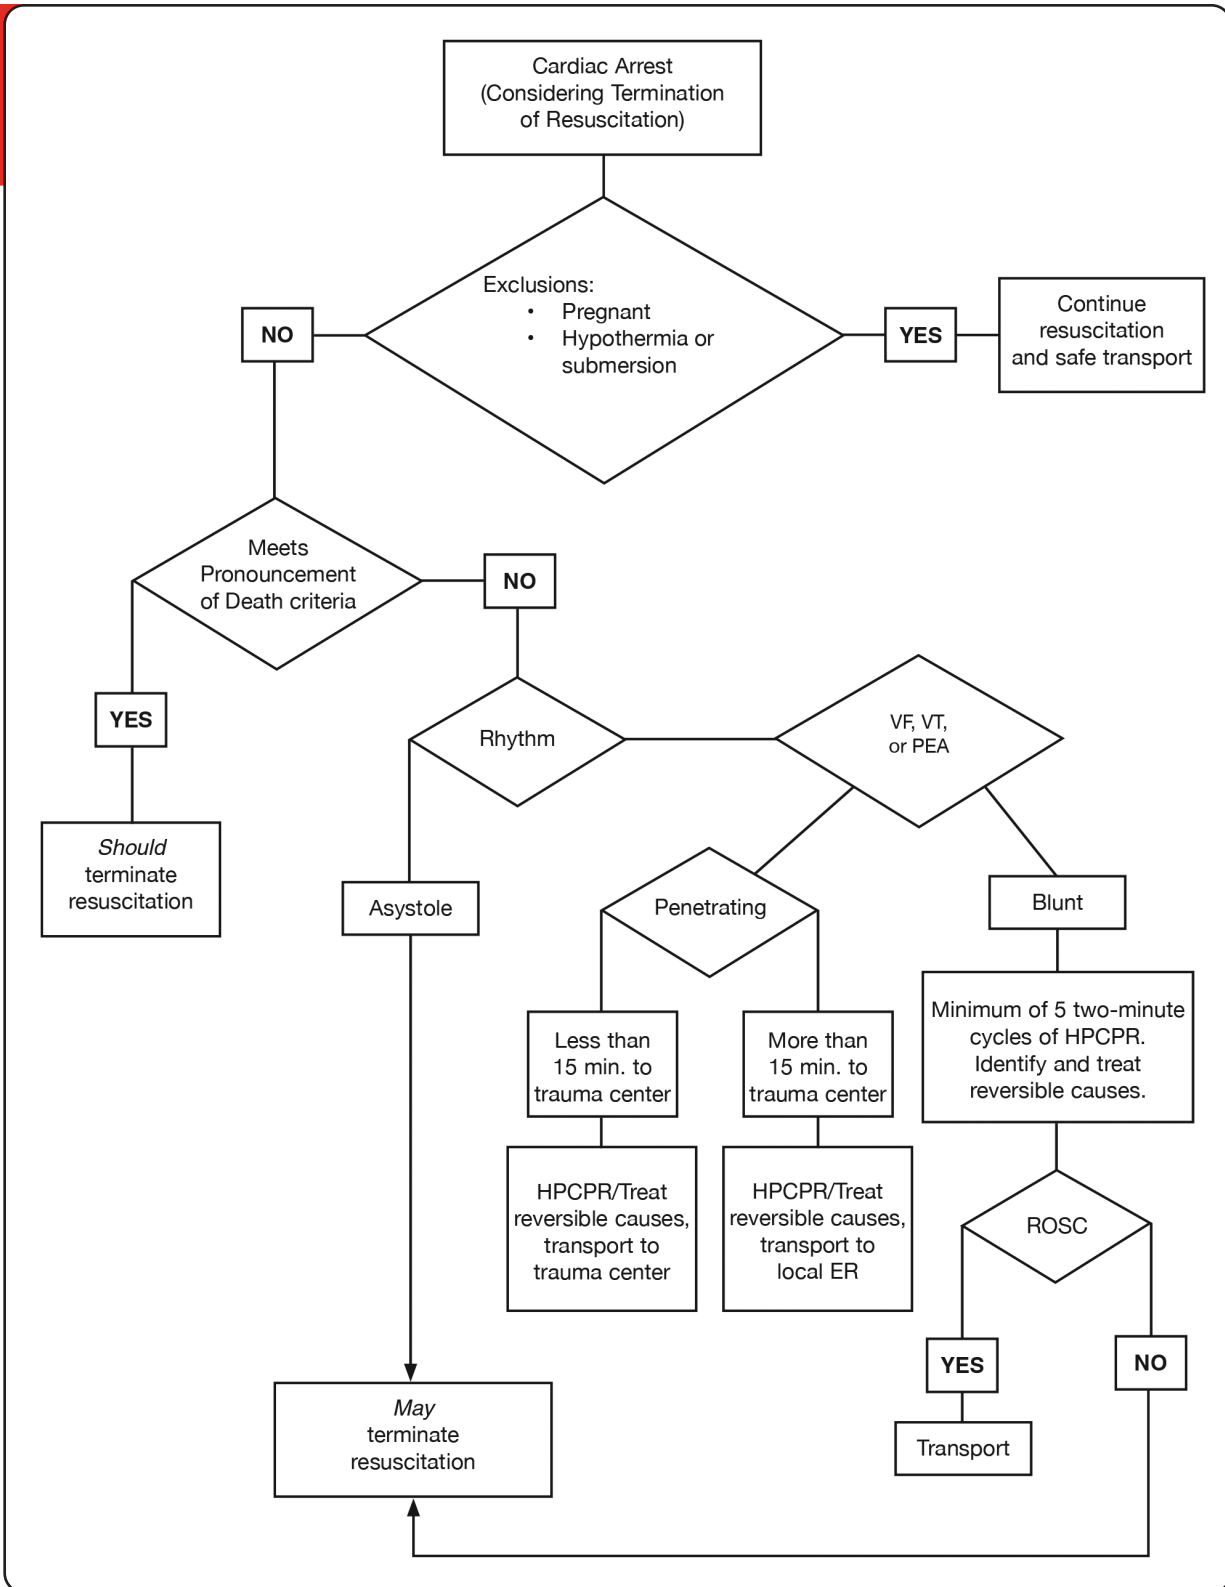 Cardiac Arrest
(Considering Termination
of Resuscitation)
Exclusions:
• Pregnant
• Hypothermia or
submersion
NO
YES
Continue
resuscitation
and safe transport
Meets
Pronouncement
of Death criteria
NO
YES
Should
terminate
resuscitation
Rhythm
VF, VT,
or PEA
Asystole
Penetrating
Blunt
Less than
15 min. to
trauma center
More than
15 min. to
trauma center
Minimum of 5 two-minute
cycles of HPCPR.
Identify and treat
reversible causes.
HPCPR/Treat
reversible causes,
transport to
trauma center
HPCPR/Treat
reversible causes,
transport to
local ER
ROSC
YES
NO
Transport
May
terminate
resuscitation